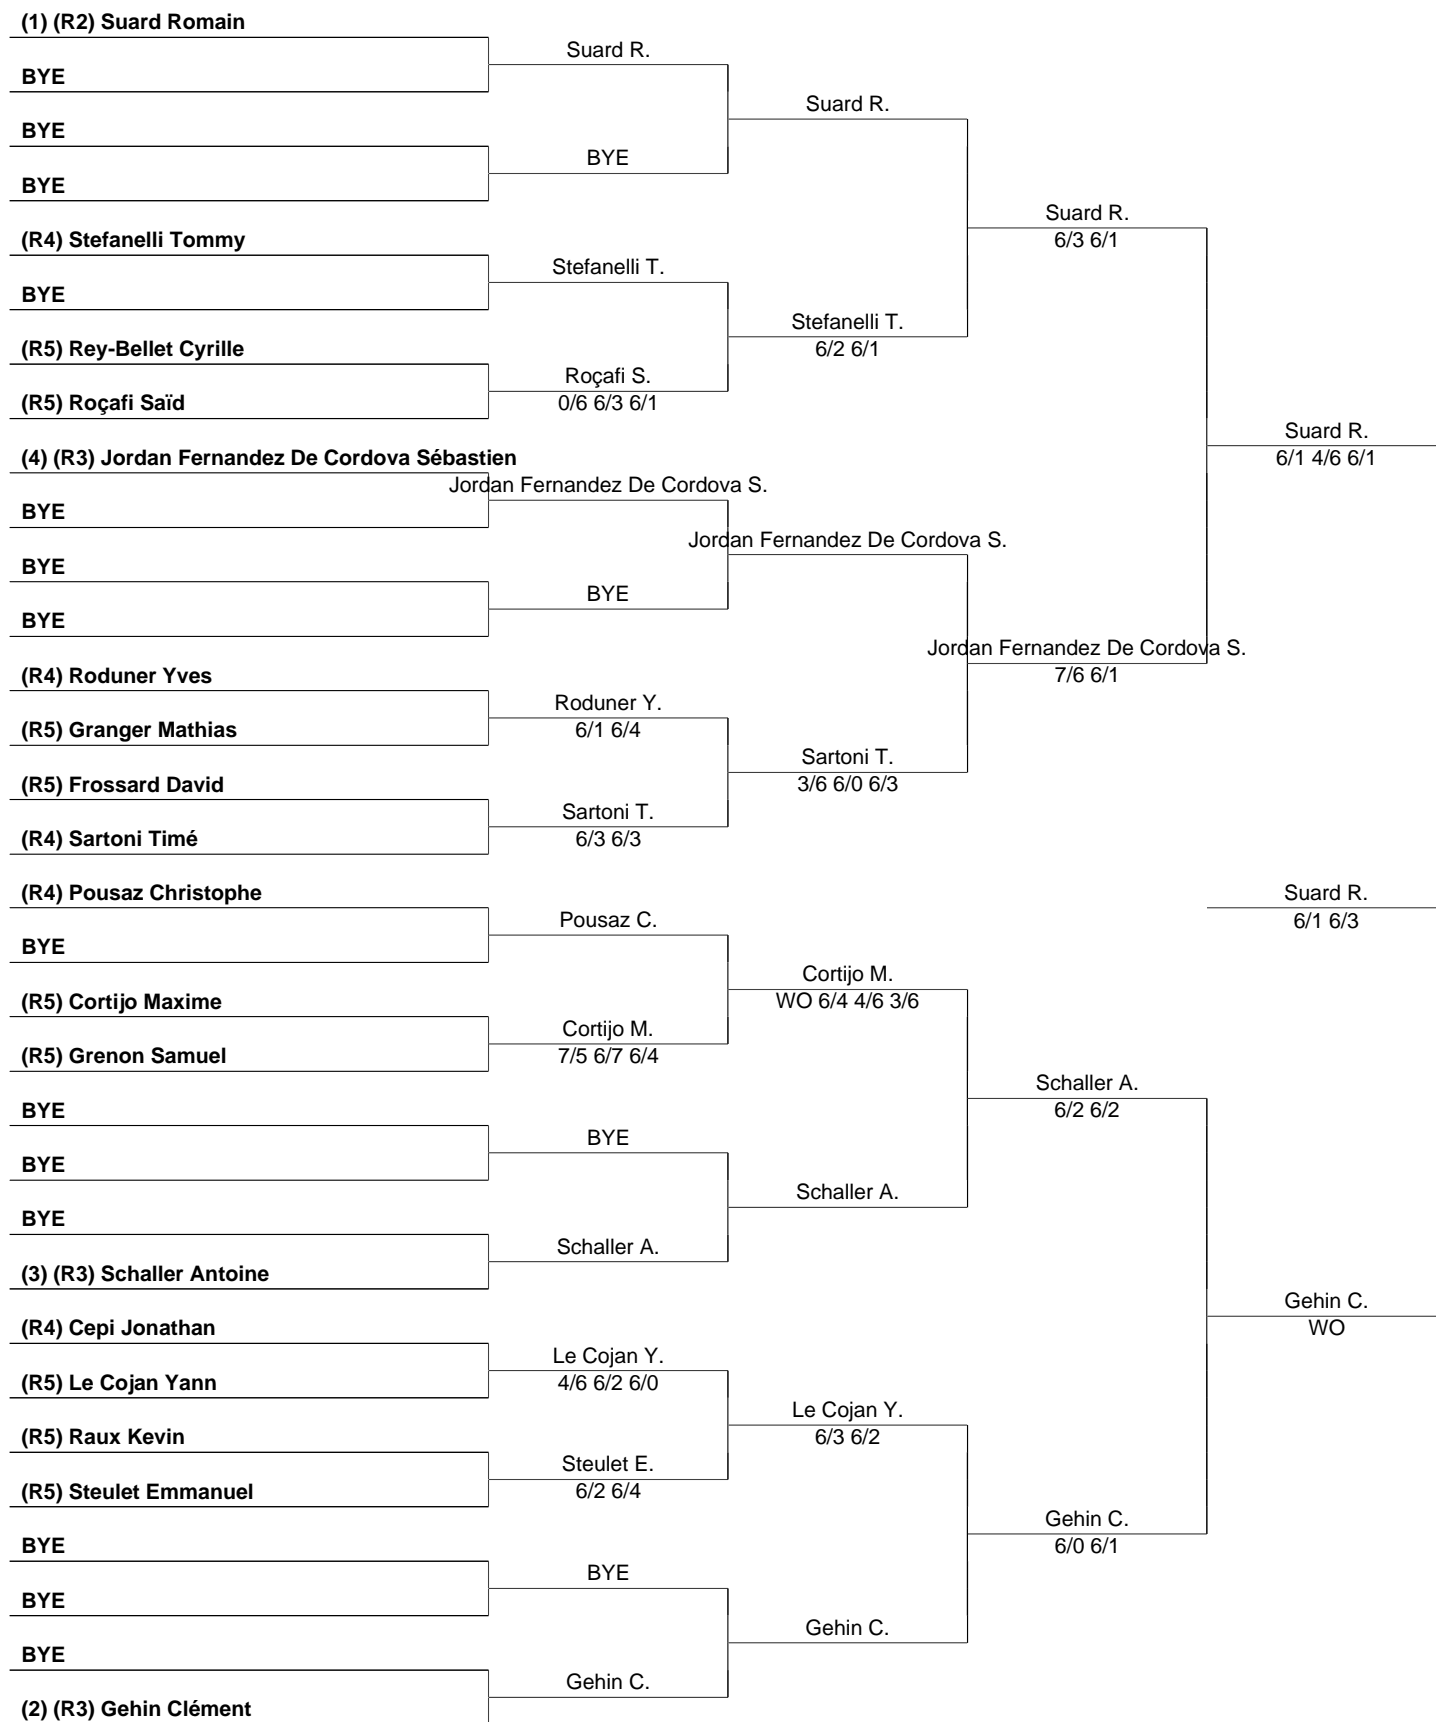 (1) (R2) Suard Romain
Suard R.
BYE
Suard R.
BYE
BYE
BYE
Suard R.
6/3 6/1
(R4) Stefanelli Tommy
Stefanelli T.
BYE
Stefanelli T.
6/2 6/1
(R5) Rey-Bellet Cyrille
Roçafi S.
0/6 6/3 6/1
(R5) Roçafi Saïd
Suard R.
6/1 4/6 6/1
(4) (R3) Jordan Fernandez De Cordova Sébastien
Jordan Fernandez De Cordova S.
BYE
Jordan Fernandez De Cordova S.
BYE
BYE
BYE
Jordan Fernandez De Cordova S.
7/6 6/1
(R4) Roduner Yves
Roduner Y.
6/1 6/4
(R5) Granger Mathias
Sartoni T.
3/6 6/0 6/3
(R5) Frossard David
Sartoni T.
6/3 6/3
(R4) Sartoni Timé
(R4) Pousaz Christophe
Suard R.
6/1 6/3
Pousaz C.
BYE
Cortijo M.
WO 6/4 4/6 3/6
(R5) Cortijo Maxime
Cortijo M.
7/5 6/7 6/4
(R5) Grenon Samuel
Schaller A.
6/2 6/2
BYE
BYE
BYE
Schaller A.
BYE
Schaller A.
(3) (R3) Schaller Antoine
Gehin C.
WO
(R4) Cepi Jonathan
Le Cojan Y.
4/6 6/2 6/0
(R5) Le Cojan Yann
Le Cojan Y.
6/3 6/2
(R5) Raux Kevin
Steulet E.
6/2 6/4
(R5) Steulet Emmanuel
Gehin C.
6/0 6/1
BYE
BYE
BYE
Gehin C.
BYE
Gehin C.
(2) (R3) Gehin Clément